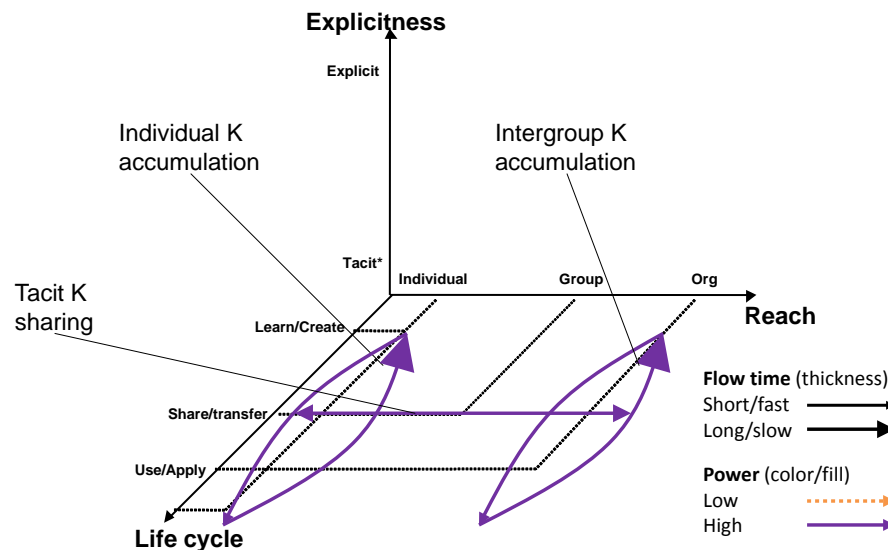 Explicitness
Explicit
Individual K
accumulation
Intergroup K
accumulation
Tacit*
Individual
Group
Org
Tacit K
sharing
Reach
Learn/Create
Flow time (thickness)
Short/fast
Long/slow
Share/transfer
Use/Apply
Power (color/fill)
Low
High
Life cycle